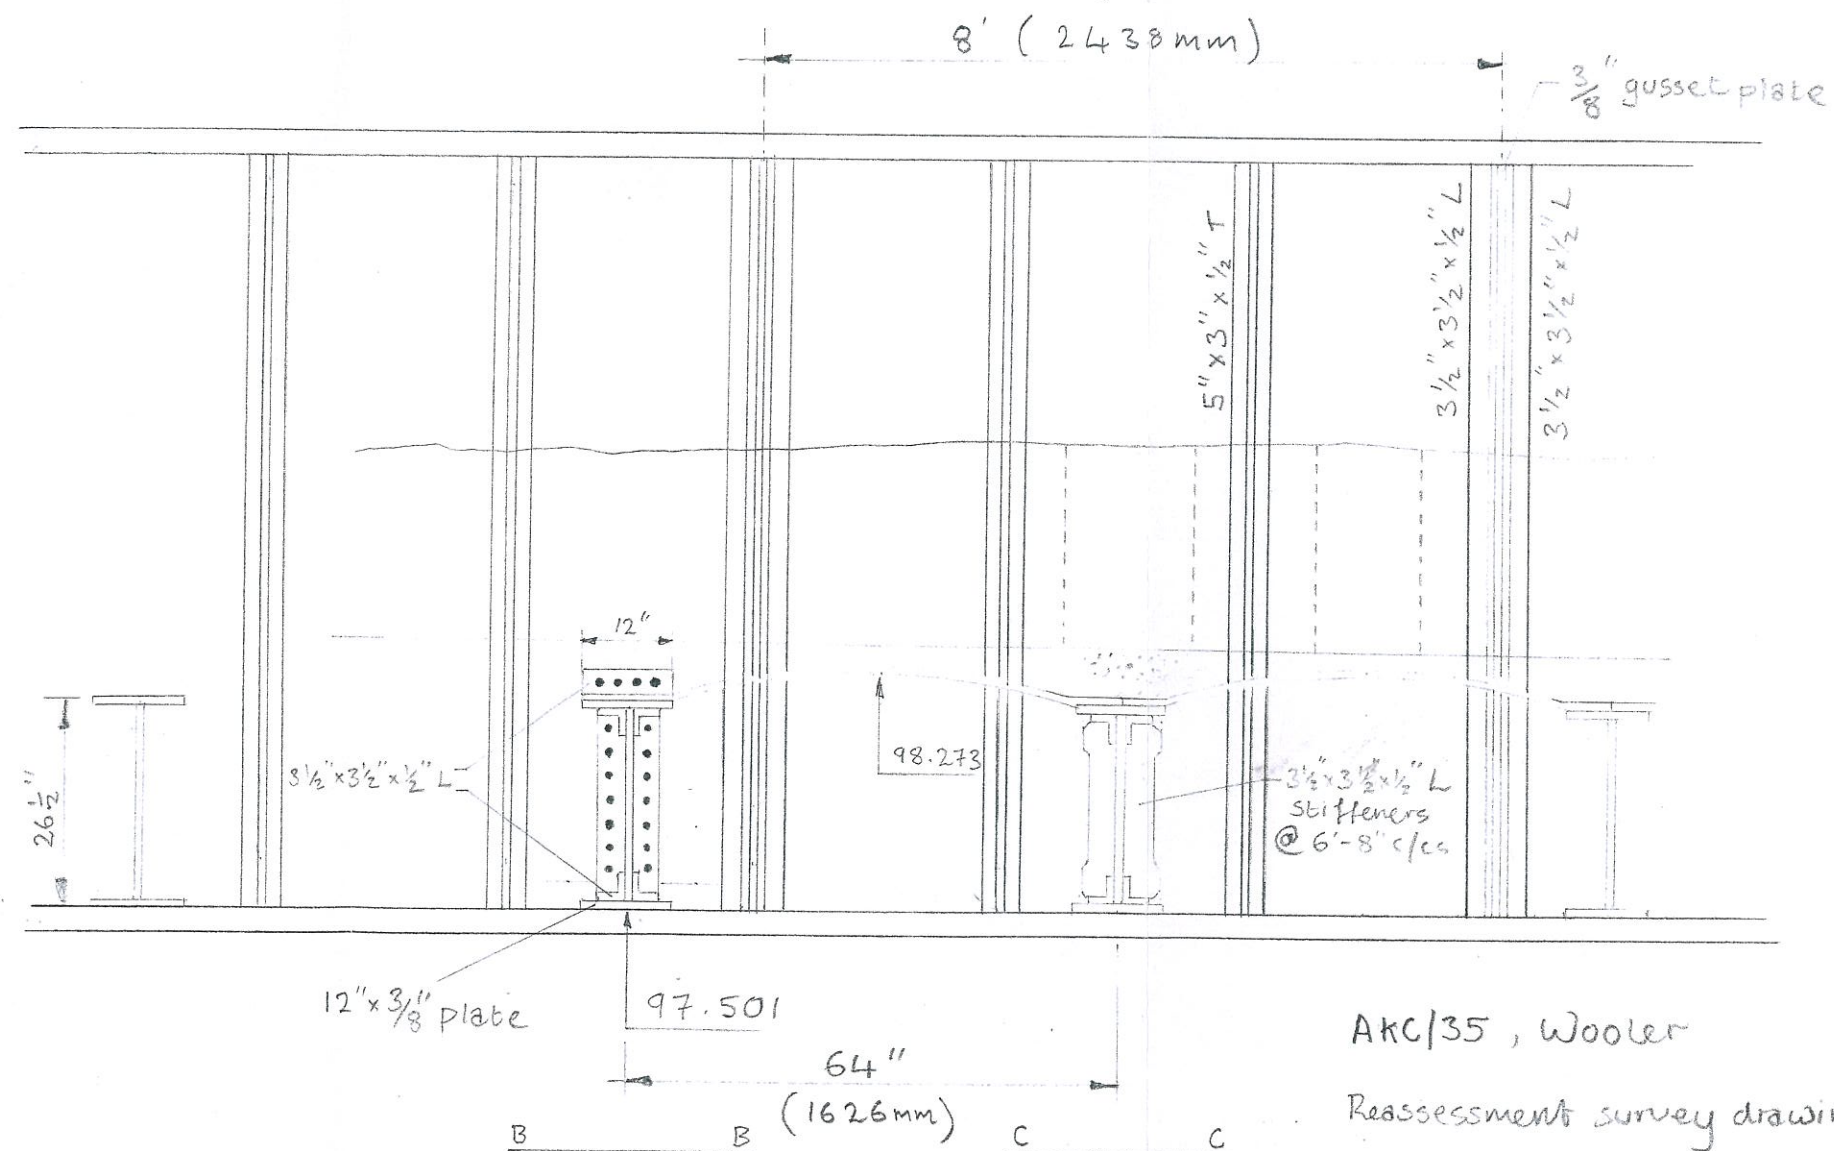 8' (2438mm)
3/8" gusset plate
5"x3"x1/2" T
3 1/2"x3 1/2"x1/2" L
3 1/2"x3 1/2"x1/2" L
12"
26 1/2"
3 1/2"x3 1/2"x1/2" L
98.273
3 1/2"x3 1/2"x1/2" L
stiffeners
@ 6'-8" c/cs
12"x3/8" plate
97.501
64"
(1626mm)
AKC/35, Wooler
Reassessment survey drawi
B B C C